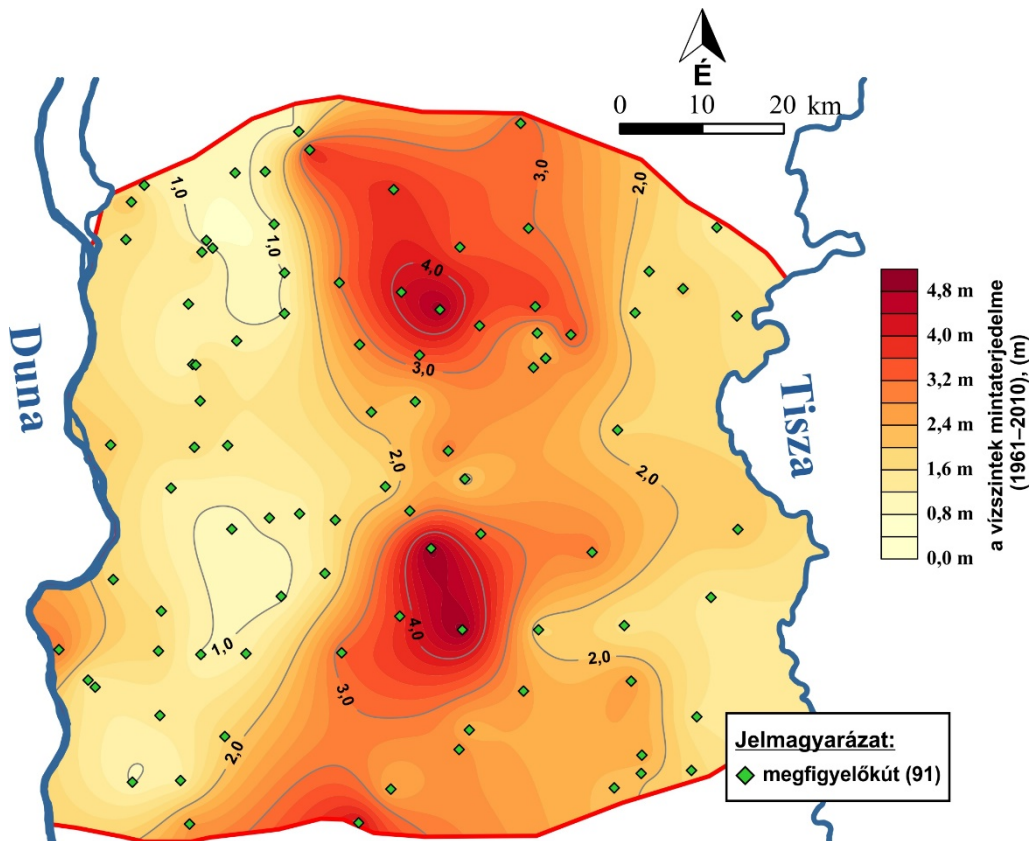 É
0 10 20 km
1,0
3,0
2,0
1,0
4,0
3,0
2,0
2,0
4,0
1,0
3,0
2,0
2,0
Duna
Tisza
4,8 m
4,0 m
3,2 m
2,4 m
1,6 m
0,8 m
0,0 m
a vízszintek mintaterjedelme
(1961–2010), (m)
Jelmagyarázat:
megfigyelőkút (91)